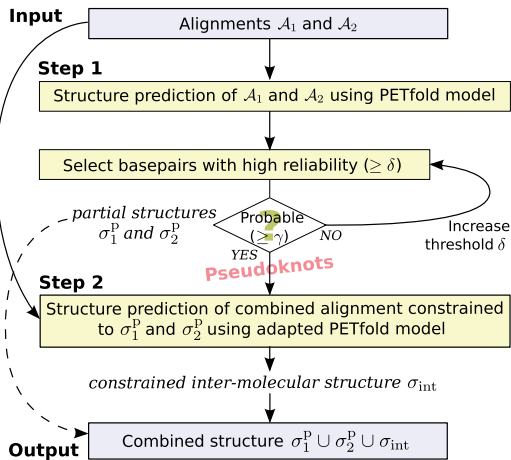 Input
Alignments 𝒜₁ and 𝒜₂
Step 1
Structure prediction of 𝒜₁ and 𝒜₂ using PETfold model
Select basepairs with high reliability (≥ δ)
partial structures
σ₁ᵖ and σ₂ᵖ
?
Probable
(≥ γ)
NO
YES
Increase
threshold δ
Pseudoknots
Step 2
Structure prediction of combined alignment constrained
to σ₁ᵖ and σ₂ᵖ using adapted PETfold model
constrained inter-molecular structure σint
Output
Combined structure σ₁ᵖ ∪ σ₂ᵖ ∪ σint